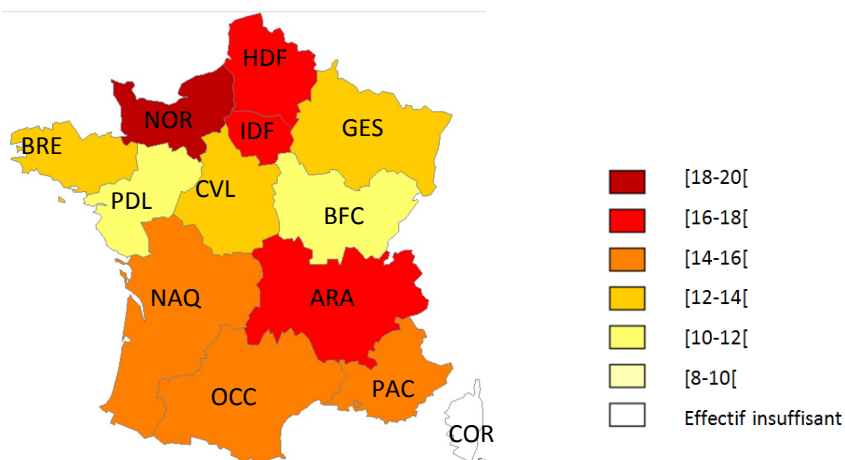 HDF
NOR
IDF
GES
BRE
CVL
PDL
BFC
NAQ
ARA
OCC
PAC
COR
[18-20[
[16-18[
[14-16[
[12-14[
[10-12[
[8-10[
Effectif insuffisant